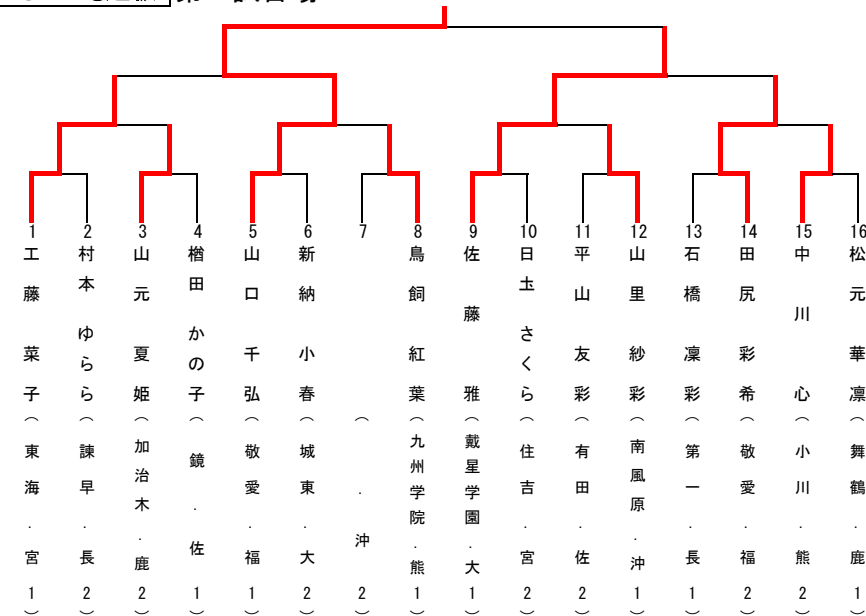 1 工藤菜子（東海．宮1）
2 村本ゆらら（諫早．長2）
3 山元夏姫（加治木．鹿2）
4 楢田かの子（鏡．佐1）
5 山口千弘（敬愛．福1）
6 新納小春（城東．大2）
7 （．沖2）
8 鳥飼紅葉（九州学院．熊1）
9 佐藤雅（戴星学園．大1）
10 日圡さくら（住吉．宮2）
11 平山友彩（有田．佐2）
12 山里紗彩（南風原．沖1）
13 石橋凜彩（第一．長1）
14 田尻彩希（敬愛．福2）
15 中川心（小川．熊2）
16 松元華凛（舞鶴．鹿1）